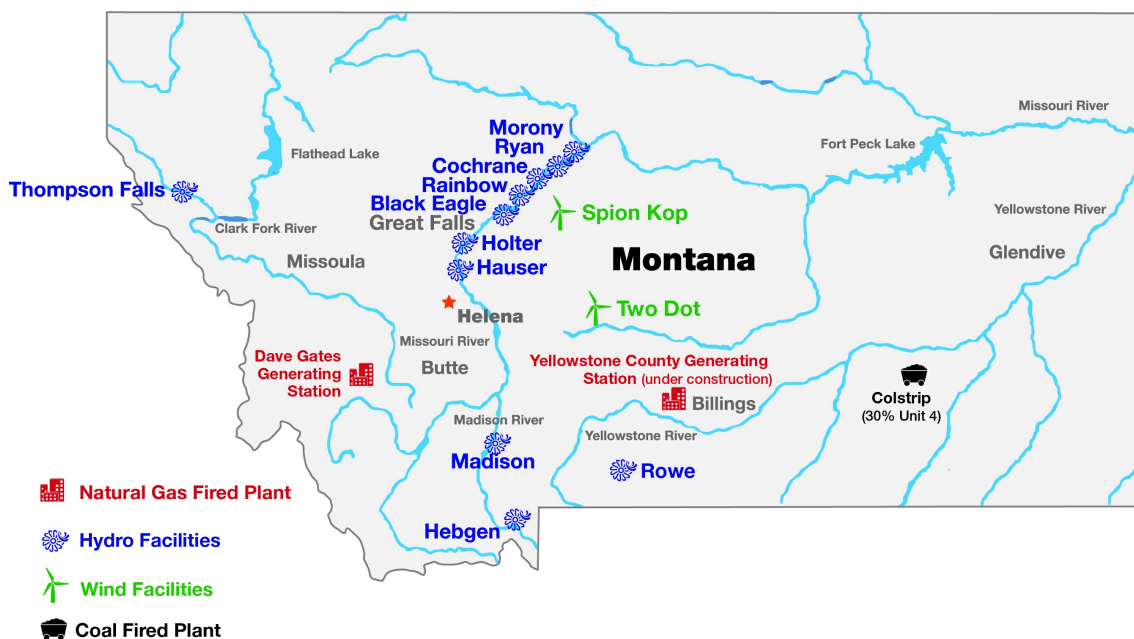 Morony
Ryan
Cochrane
Rainbow
Black Eagle
Great Falls
Thompson Falls
Flathead Lake
Clark Fork River
Missoula
Holter
Hauser
Spion Kop
Montana
Two Dot
Missouri River
Fort Peck Lake
Yellowstone River
Glendive
Helena
Missouri River
Butte
Dave Gates
Generating
Station
Yellowstone County Generating
Station (under construction)
Billings
Colstrip
(30% Unit 4)
Madison River
Madison
Yellowstone River
Rowe
Hebgen
Natural Gas Fired Plant
Hydro Facilities
Wind Facilities
Coal Fired Plant